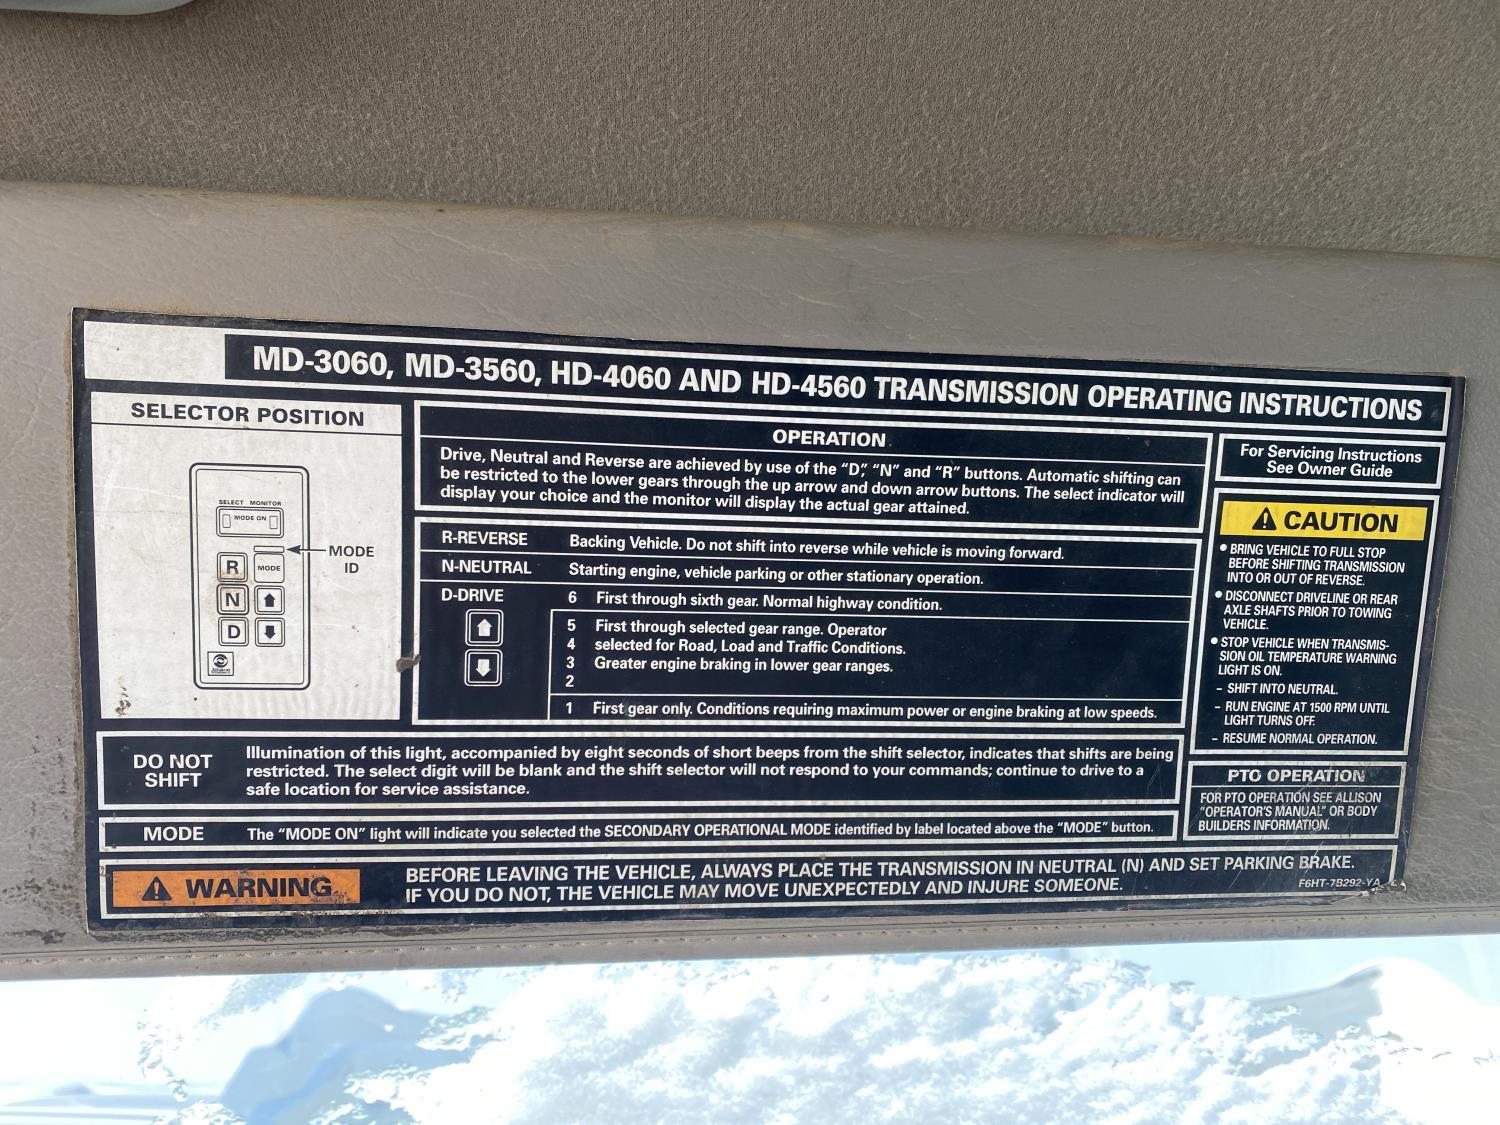 MD-3060, MD-3560, HD-4060 AND HD-4560 TRANSMISSION OPERATING INSTRUCTIONS
SELECTOR POSITION
SELECT MONITOR
MODE ON
MODE
ID
R
MODE
N
D
OPERATION
Drive, Neutral and Reverse are achieved by use of the “D,” “N” and “R” buttons. Automatic shifting can
be restricted to the lower gears through the up arrow and down arrow buttons. The select indicator will
display your choice and the monitor will display the actual gear attained.
R-REVERSE Backing Vehicle. Do not shift into reverse while vehicle is moving forward.
N-NEUTRAL Starting engine, vehicle parking or other stationary operation.
D-DRIVE 6 First through sixth gear. Normal highway condition.
5 First through selected gear range. Operator
4 selected for Road, Load and Traffic Conditions.
3 Greater engine braking in lower gear ranges.
2
1 First gear only. Conditions requiring maximum power or engine braking at low speeds.
For Servicing Instructions
See Owner Guide
CAUTION
• BRING VEHICLE TO FULL STOP
BEFORE SHIFTING TRANSMISSION
INTO OR OUT OF REVERSE.
• DISCONNECT DRIVELINE OR REAR
AXLE SHAFTS PRIOR TO TOWING
VEHICLE.
• STOP VEHICLE WHEN TRANSMIS-
SION OIL TEMPERATURE WARNING
LIGHT IS ON.
– SHIFT INTO NEUTRAL.
– RUN ENGINE AT 1500 RPM UNTIL
LIGHT TURNS OFF.
– RESUME NORMAL OPERATION.
PTO OPERATION
FOR PTO OPERATION SEE ALLISON
“OPERATOR'S MANUAL” OR BODY
BUILDERS INFORMATION.
DO NOT
SHIFT
Illumination of this light, accompanied by eight seconds of short beeps from the shift selector, indicates that shifts are being
restricted. The select digit will be blank and the shift selector will not respond to your commands; continue to drive to a
safe location for service assistance.
MODE The “MODE ON” light will indicate you selected the SECONDARY OPERATIONAL MODE identified by label located above the “MODE” button.
WARNING
BEFORE LEAVING THE VEHICLE, ALWAYS PLACE THE TRANSMISSION IN NEUTRAL (N) AND SET PARKING BRAKE.
IF YOU DO NOT, THE VEHICLE MAY MOVE UNEXPECTEDLY AND INJURE SOMEONE.
F6HT-7B292-YA